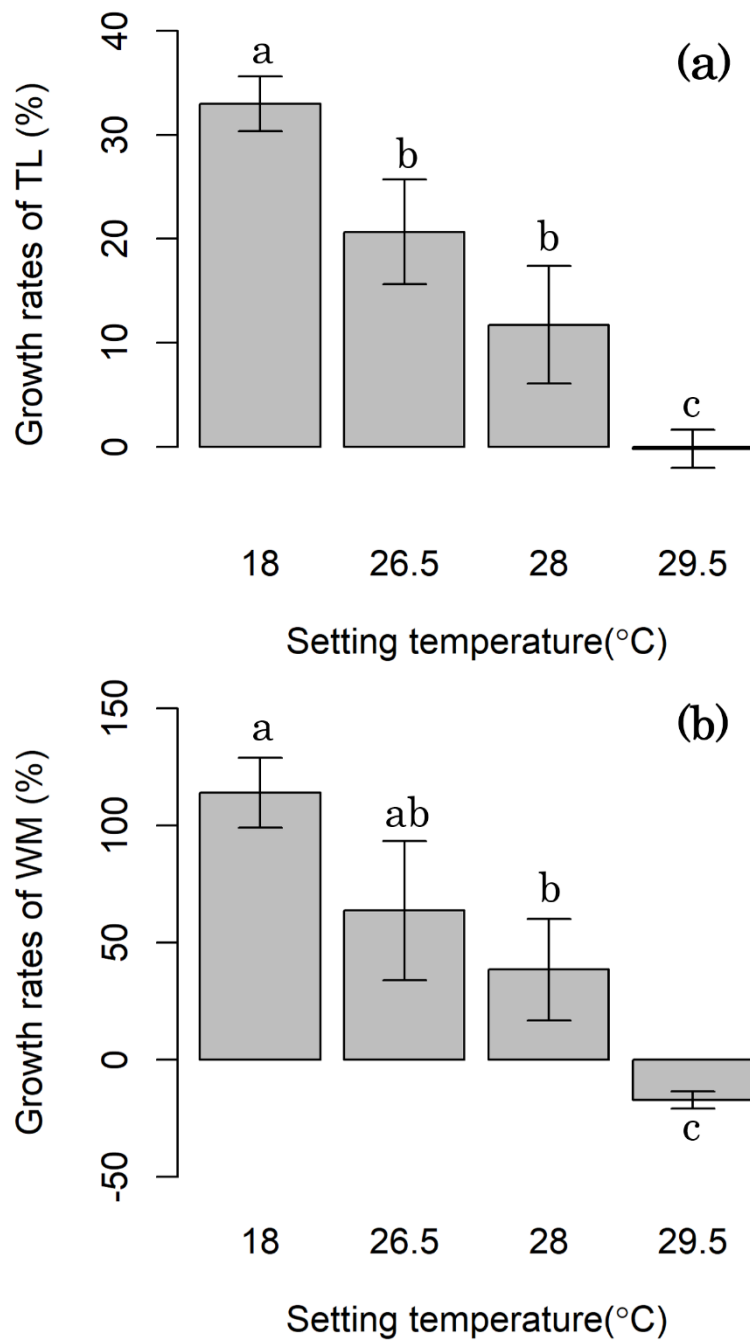 (a)
Growth rates of TL (%)
40
30
20
10
0
a
b
b
c
18 26.5 28 29.5
Setting temperature(°C)
(b)
Growth rates of WM (%)
150
100
50
0
-50
a
ab
b
c
18 26.5 28 29.5
Setting temperature(°C)